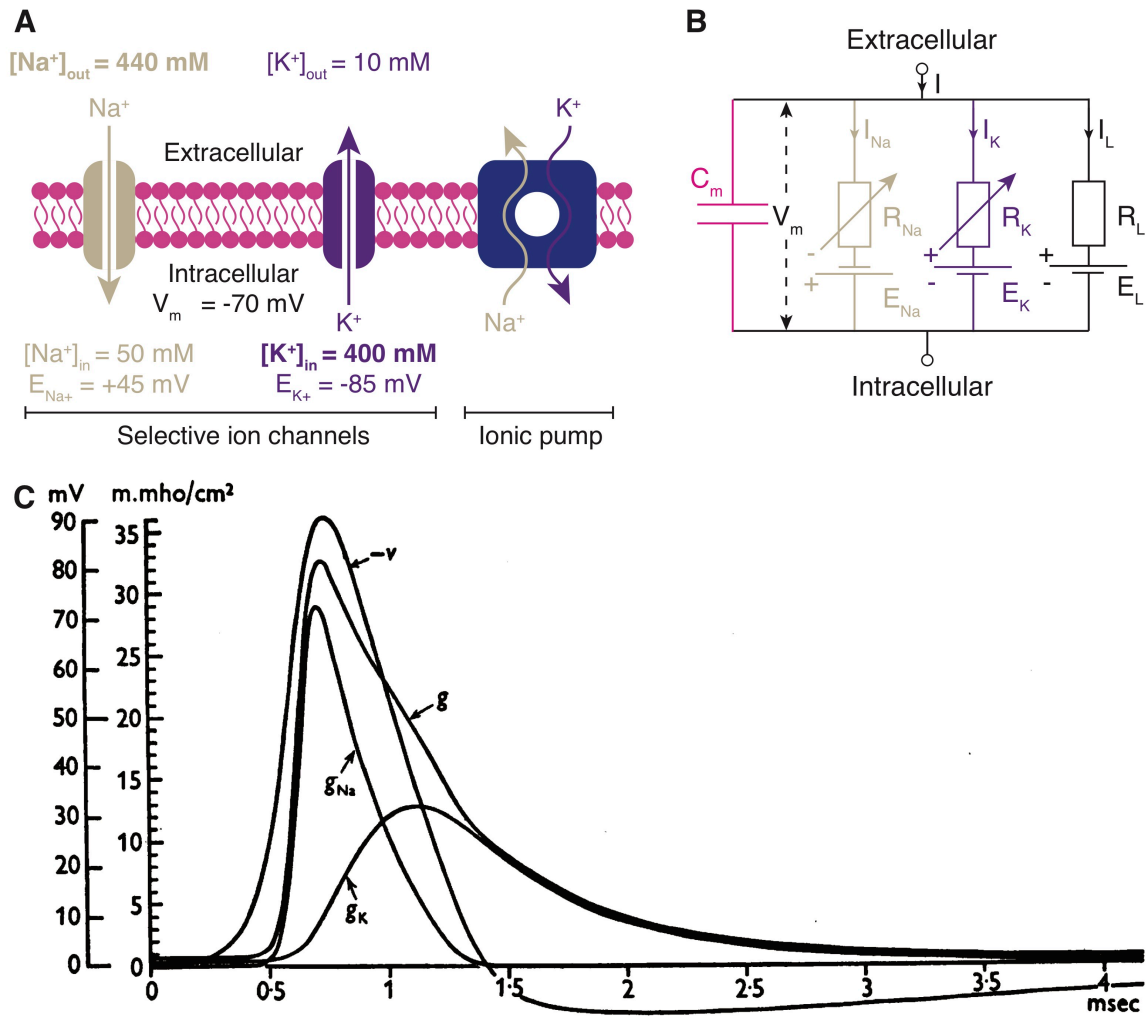 A
[Na⁺]out = 440 mM
[K⁺]out = 10 mM
Na⁺
K⁺
Extracellular
Intracellular
Vm = -70 mV
K⁺
Na⁺
[Na⁺]in = 50 mM
[K⁺]in = 400 mM
ENa+ = +45 mV
EK+ = -85 mV
Selective ion channels
Ionic pump
B
Extracellular
I
INa
IK
IL
Cm
Vm
RNa
RK
RL
-
+
+
-
+
-
ENa
EK
EL
Intracellular
C
mV
m.mho/cm²
90
80
70
60
50
40
30
20
10
0
35
30
25
20
15
10
5
0
-v
g
gNa
gK
0
0·5
1
1·5
2
2·5
3
3·5
4
msec